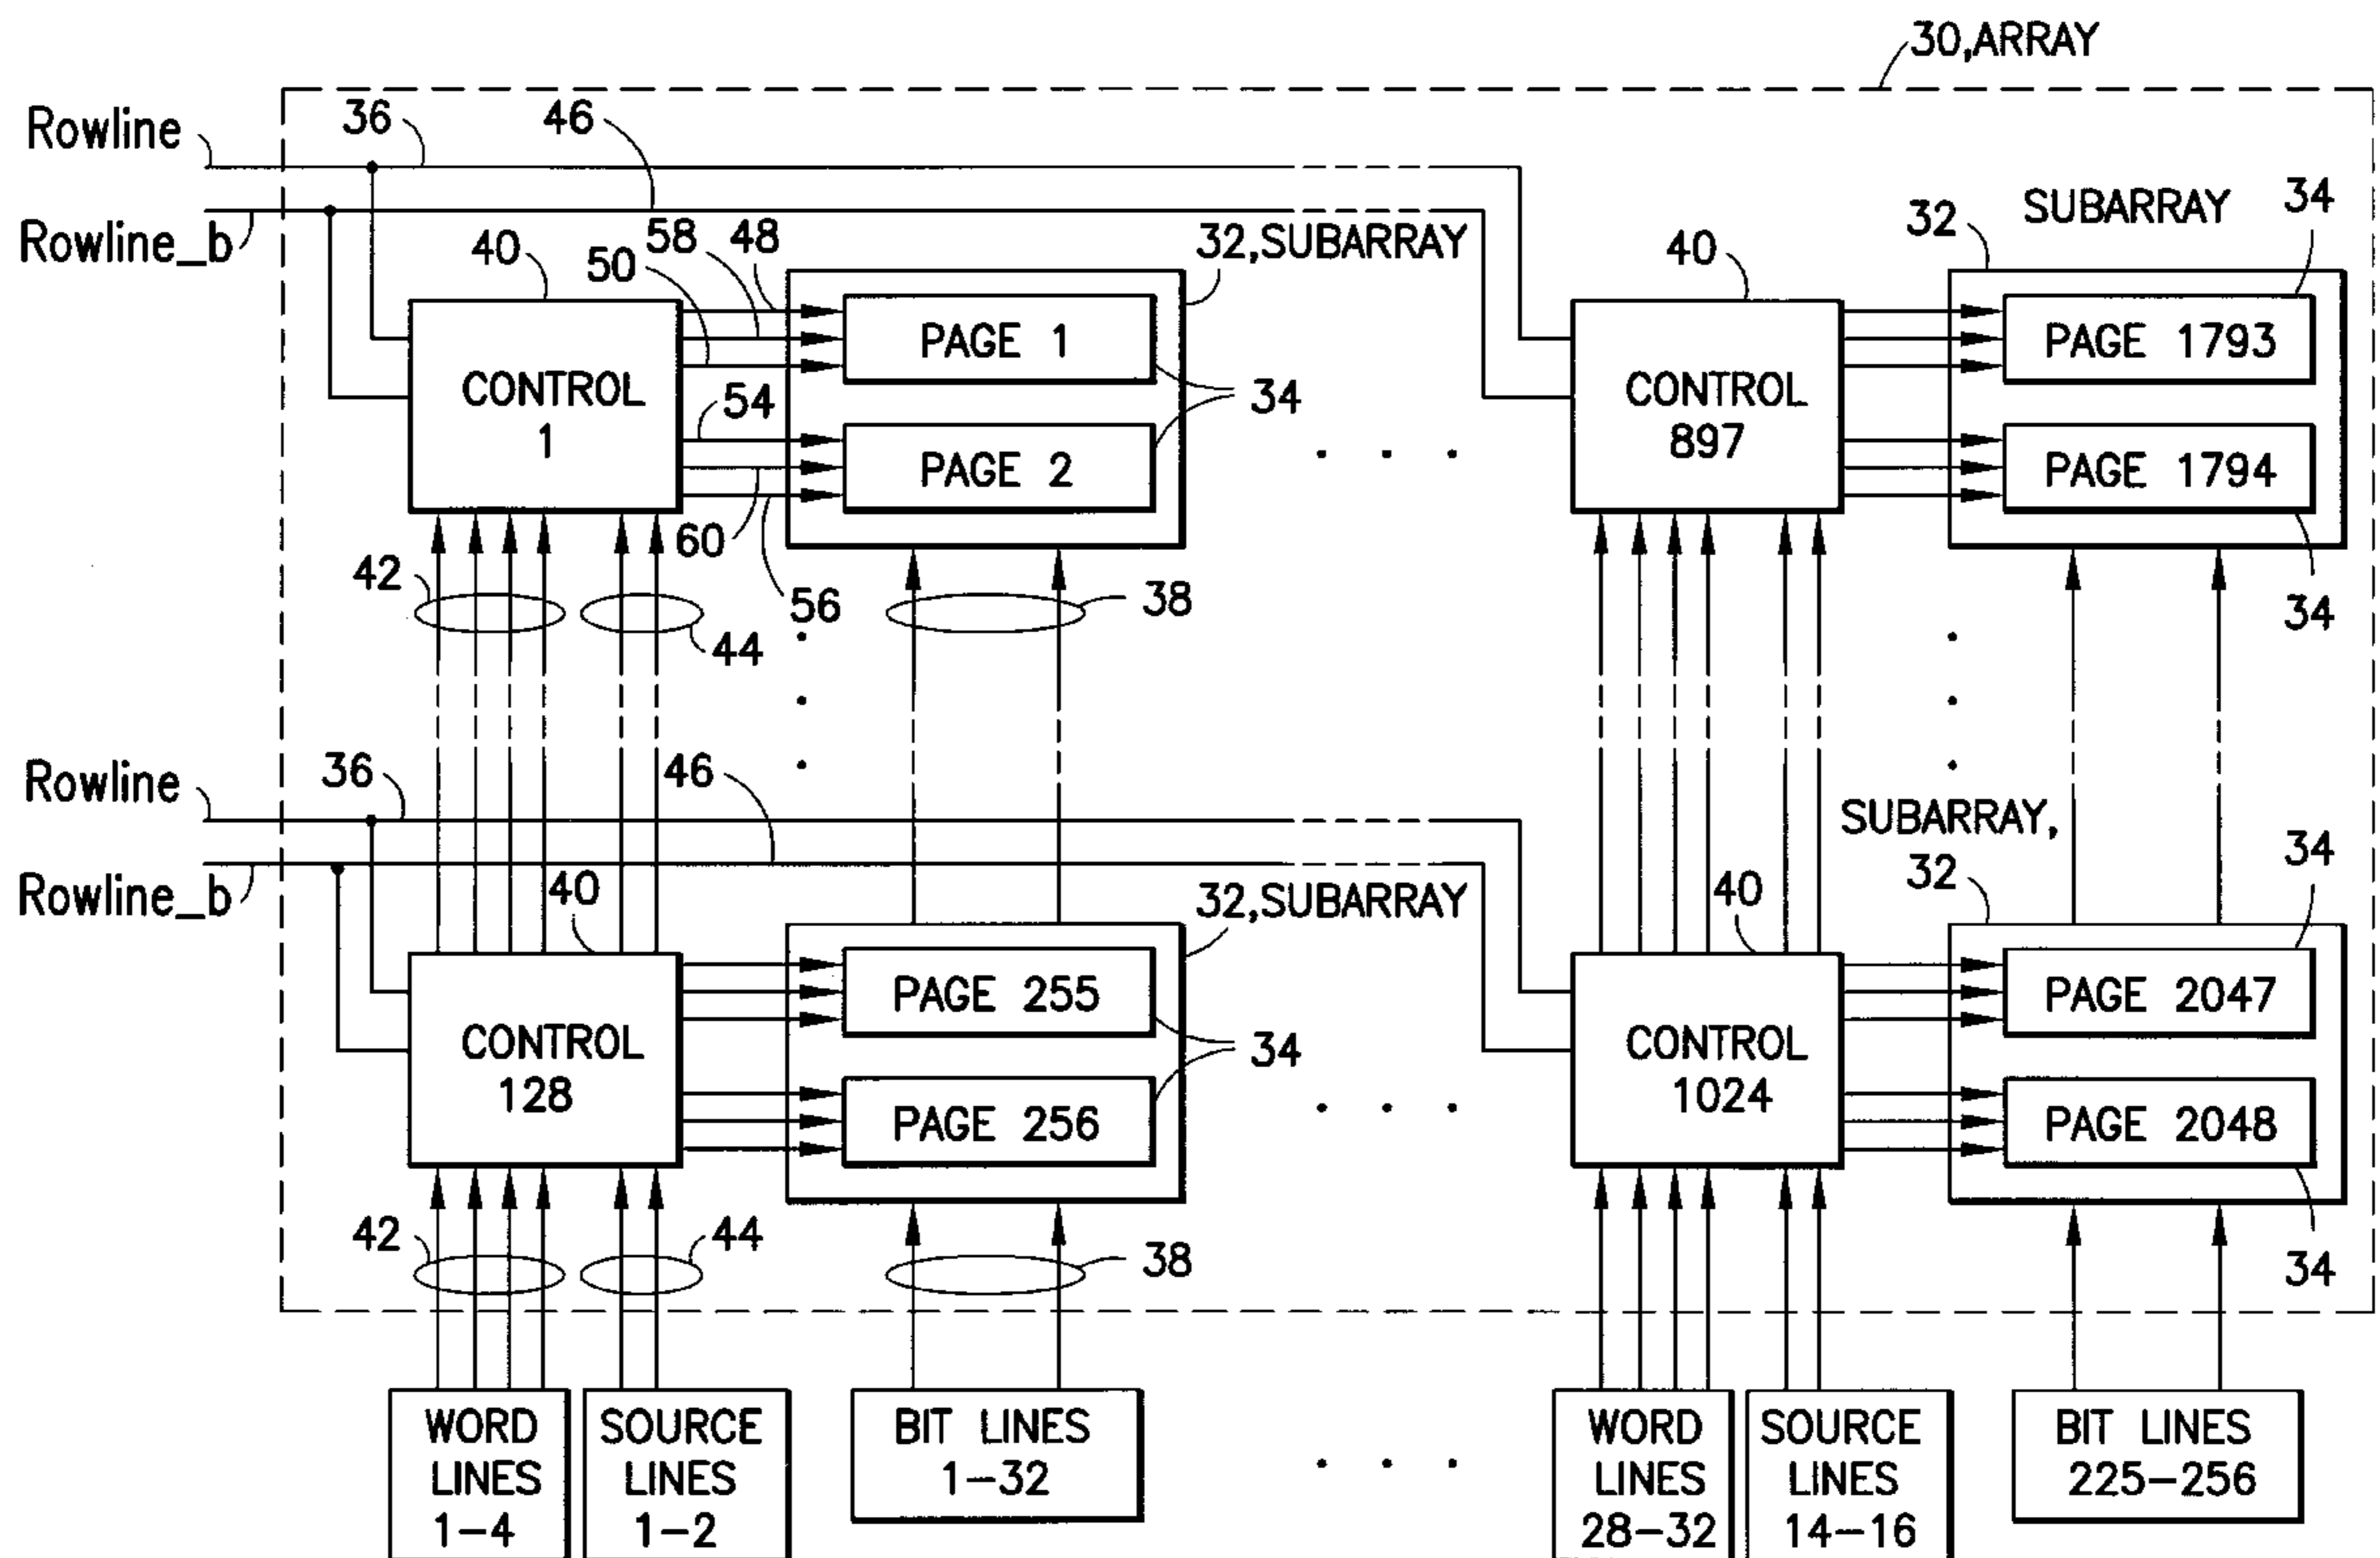 30,ARRAY
Rowline
36
46
Rowline_b
40
58
48
50
32,SUBARRAY
40
32
SUBARRAY
34
CONTROL
1
PAGE 1
54
34
PAGE 2
60
56
. . .
CONTROL
897
PAGE 1793
PAGE 1794
34
42
44
38
Rowline
36
46
Rowline_b
40
32,SUBARRAY
SUBARRAY,
40
32
34
CONTROL
128
PAGE 255
34
PAGE 256
. . .
CONTROL
1024
PAGE 2047
PAGE 2048
34
42
44
38
WORD
LINES
1-4
SOURCE
LINES
1-2
BIT LINES
1-32
. . .
WORD
LINES
28-32
SOURCE
LINES
14-16
BIT LINES
225-256